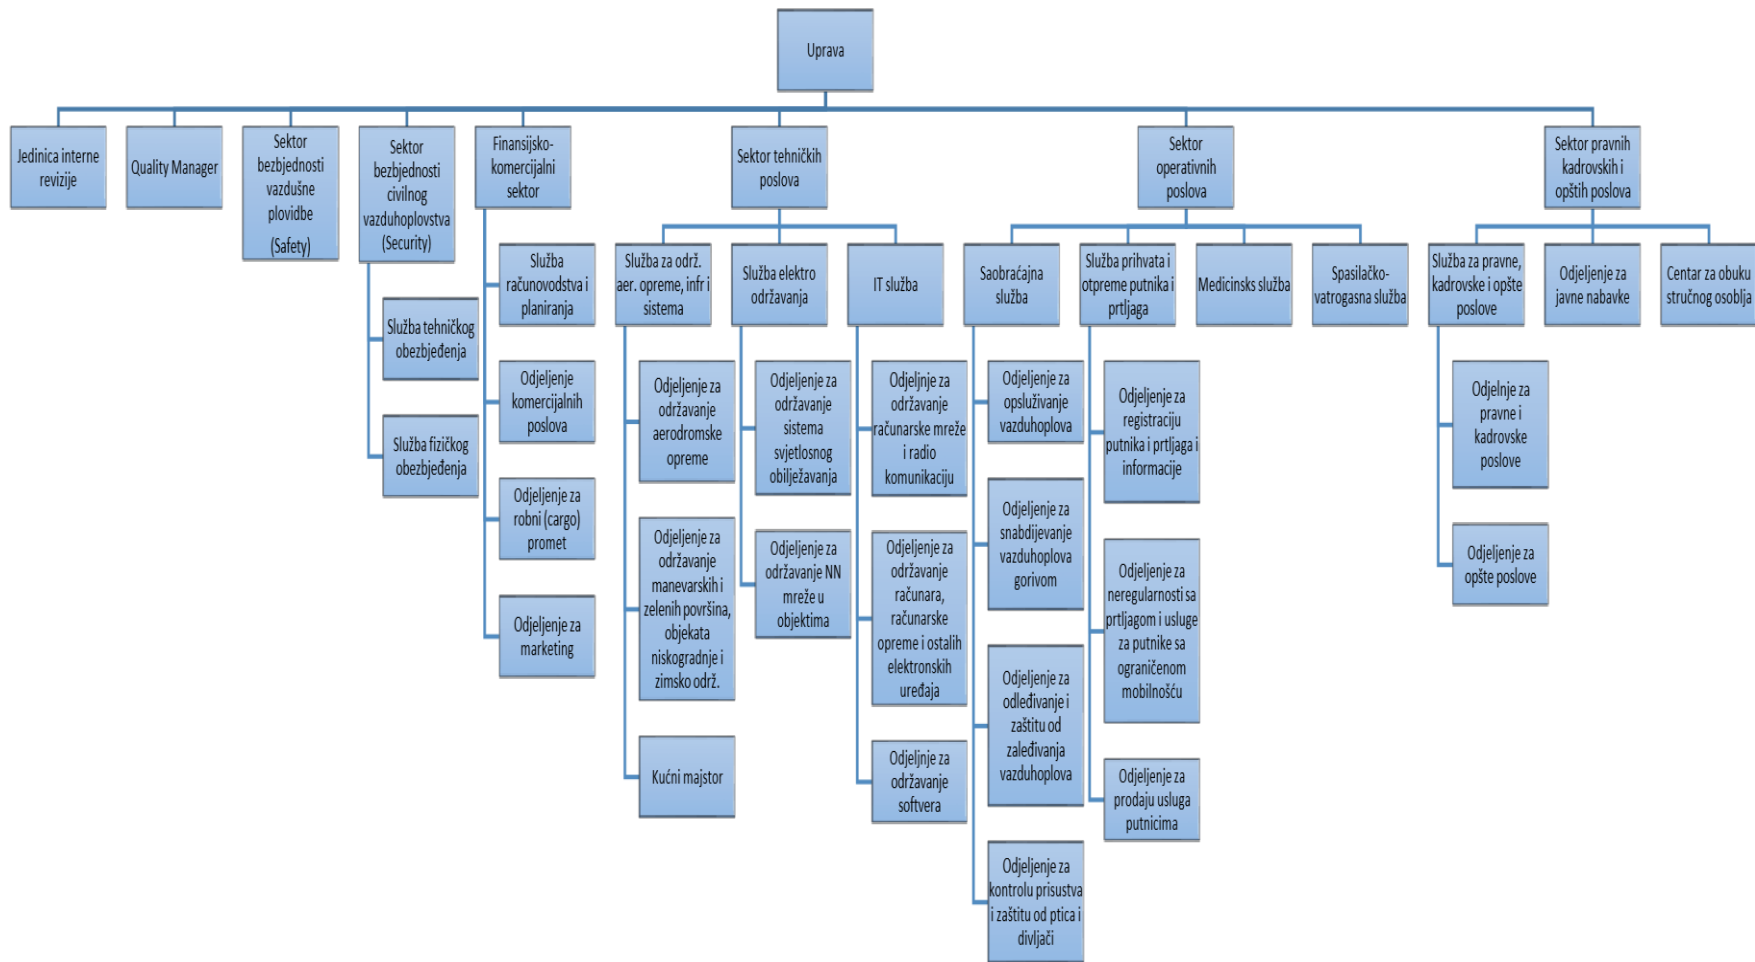 Uprava
Jedinica interne
revizije
Quality Manager
Sektor
bezbjednosti
vazdušne
plovidbe
(Safety)
Sektor
bezbjednosti
civilnog
vazduhoplovstva
(Security)
Finansijsko-
komercijalni
sektor
Sektor tehničkih
poslova
Sektor
operativnih
poslova
Sektor pravnih
kadrovskih i
opštih poslova
Služba tehničkog
obezbjeđenja
Služba fizičkog
obezbjeđenja
Služba
računovodstva i
planiranja
Odjeljenje
komercijalnih
poslova
Odjeljenje za
robni (cargo)
promet
Odjeljenje za
marketing
Služba za održ.
aer. opreme, infr i
sistema
Odjeljenje za
održavanje
aerodromske
opreme
Odjeljenje za
održavanje
manevarskih i
zelenih površina,
objekata
niskogradnje i
zimsko održ.
Kućni majstor
Služba elektro
održavanja
Odjeljenje za
održavanje
sistema
svjetlosnog
obilježavanja
Odjeljenje za
održavanje NN
mreže u
objektima
IT služba
Odjeljnje za
održavanje
računarske mreže
i radio
komunikaciju
Odjeljenje za
održavanje
računara,
računarske
opreme i ostalih
elektronskih
uređaja
Odjeljnje za
održavanje
softvera
Saobraćajna
služba
Odjeljenje za
opsluživanje
vazduhoplova
Odjeljenje za
snabdijevanje
vazduhoplova
gorivom
Odjeljenje za
odleđivanje i
zaštitu od
zaleđivanja
vazduhoplova
Odjeljenje za
kontrolu prisustva
i zaštitu od ptica i
divljači
Služba prihvata i
otpreme putnika i
prtljaga
Odjeljenje za
registraciju
putnika i prtljaga i
informacije
Odjeljenje za
neregularnosti sa
prtljagom i usluge
za putnike sa
ograničenom
mobilnošću
Odjeljenje za
prodaju usluga
putnicima
Medicinsks služba
Spasilačko-
vatrogasna služba
Služba za pravne,
kadrovske i opšte
poslove
Odjelnje za
pravne i
kadrovske
poslove
Odjeljenje za
opšte poslove
Odjeljenje za
javne nabavke
Centar za obuku
stručnog osoblja